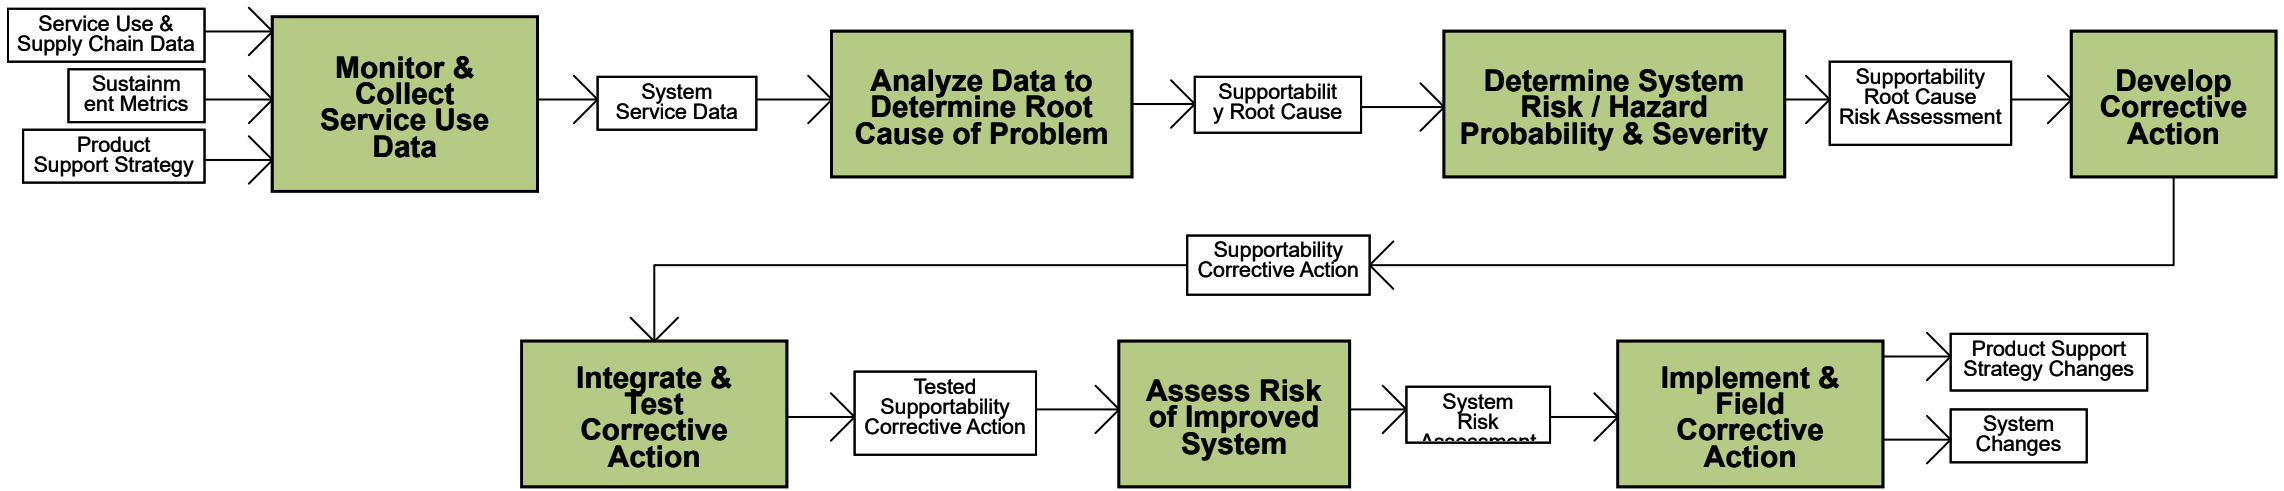 Service Use &
Supply Chain Data
Sustainm
ent Metrics
Product
Support Strategy
Monitor &
Collect
Service Use
Data
System
Service Data
Analyze Data to
Determine Root
Cause of Problem
Supportabilit
y Root Cause
Determine System
Risk / Hazard
Probability & Severity
Supportability
Root Cause
Risk Assessment
Develop
Corrective
Action
Supportability
Corrective Action
Integrate &
Test
Corrective
Action
Tested
Supportability
Corrective Action
Assess Risk
of Improved
System
System
Risk
Assessment
Implement &
Field
Corrective
Action
Product Support
Strategy Changes
System
Changes